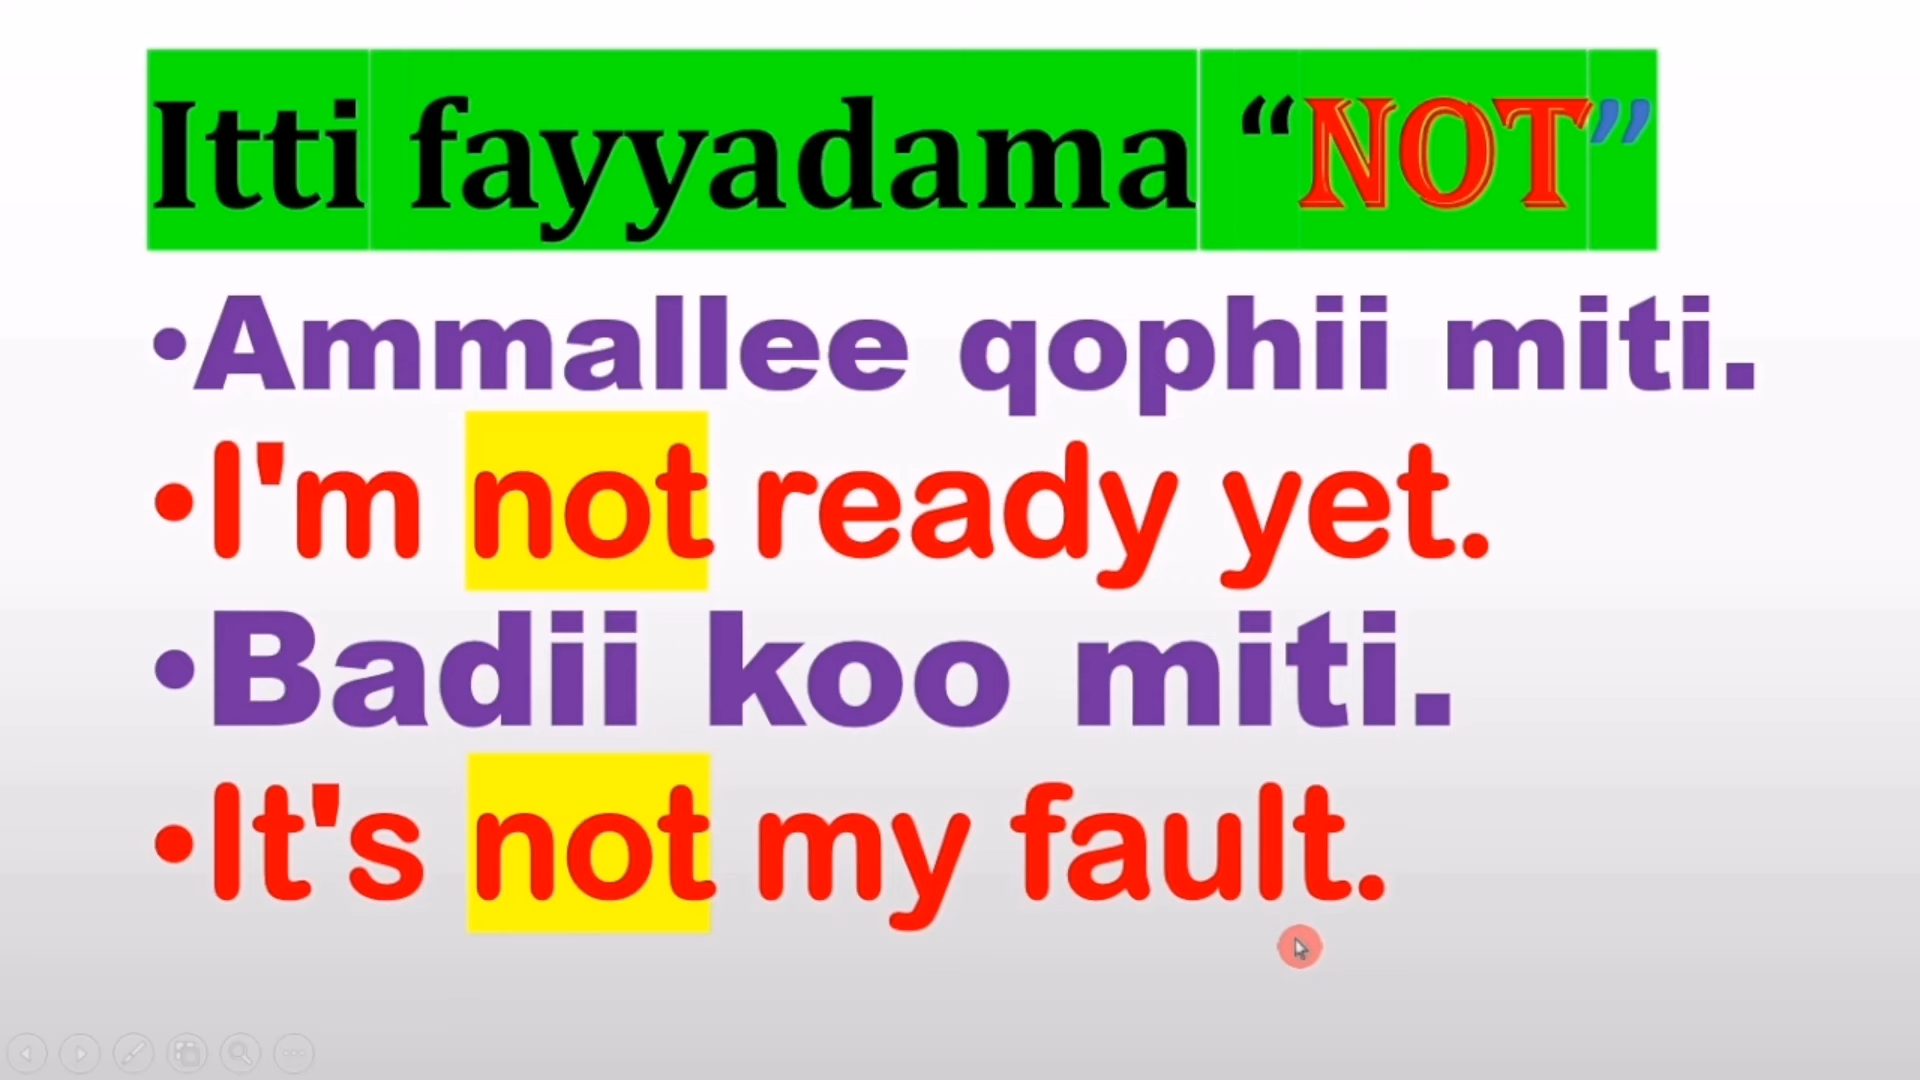 Itti fayyadama “NOT”
•Ammallee qophii miti.
•I'm not ready yet.
•Badii koo miti.
•It's not my fault.